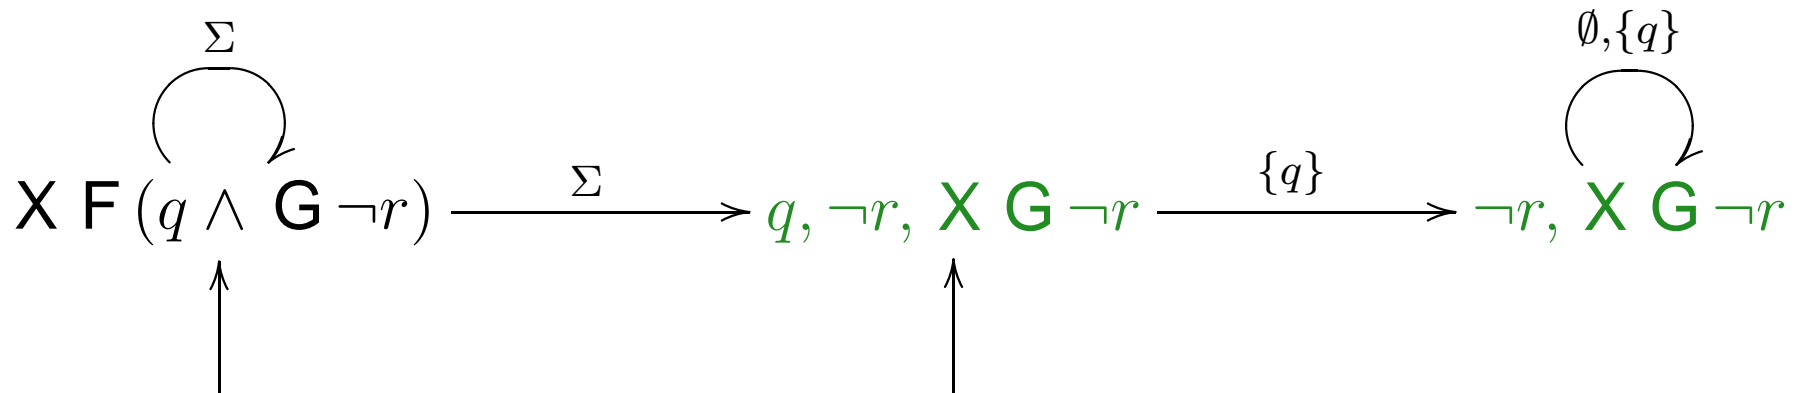 Σ
∅,{q}
Σ
{q}
X F(q ∧ G¬r)
q,¬r, X G¬r
¬r, X G¬r